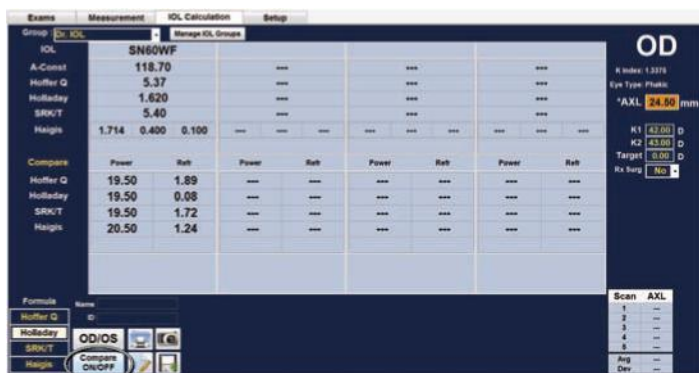 Exams Measurement IOL Calculation Setup
Group : Dr. IOL Manage IOL Groups
OD
IOL SN60WF
A-Const 118.70 --- --- ---
K Index: 1.3375
Hoffer Q 5.37 --- --- ---
Eye Type: Phakic
Holladay 1.620 --- --- ---
*AXL 24.50 mm
SRK/T 5.40 --- --- ---
Haigis 1.714 0.400 0.100 --- --- --- --- --- --- --- --- ---
K1 42.00 D
K2 43.00 D
Target 0.00 D
Compare Power Refr Power Refr Power Refr Power Refr
Rx Surg No
Hoffer Q 19.50 1.89 --- --- --- --- --- ---
Holladay 19.50 0.08 --- --- --- --- --- ---
SRK/T 19.50 1.72 --- --- --- --- --- ---
Haigis 20.50 1.24 --- --- --- --- --- ---
Formula
Name
Hoffer Q
ID
Holladay
SRK/T
Haigis
OD/OS
Compare
ON/OFF
Scan AXL
1 ---
2 ---
3 ---
4 ---
5 ---
Avg ---
Dev ---